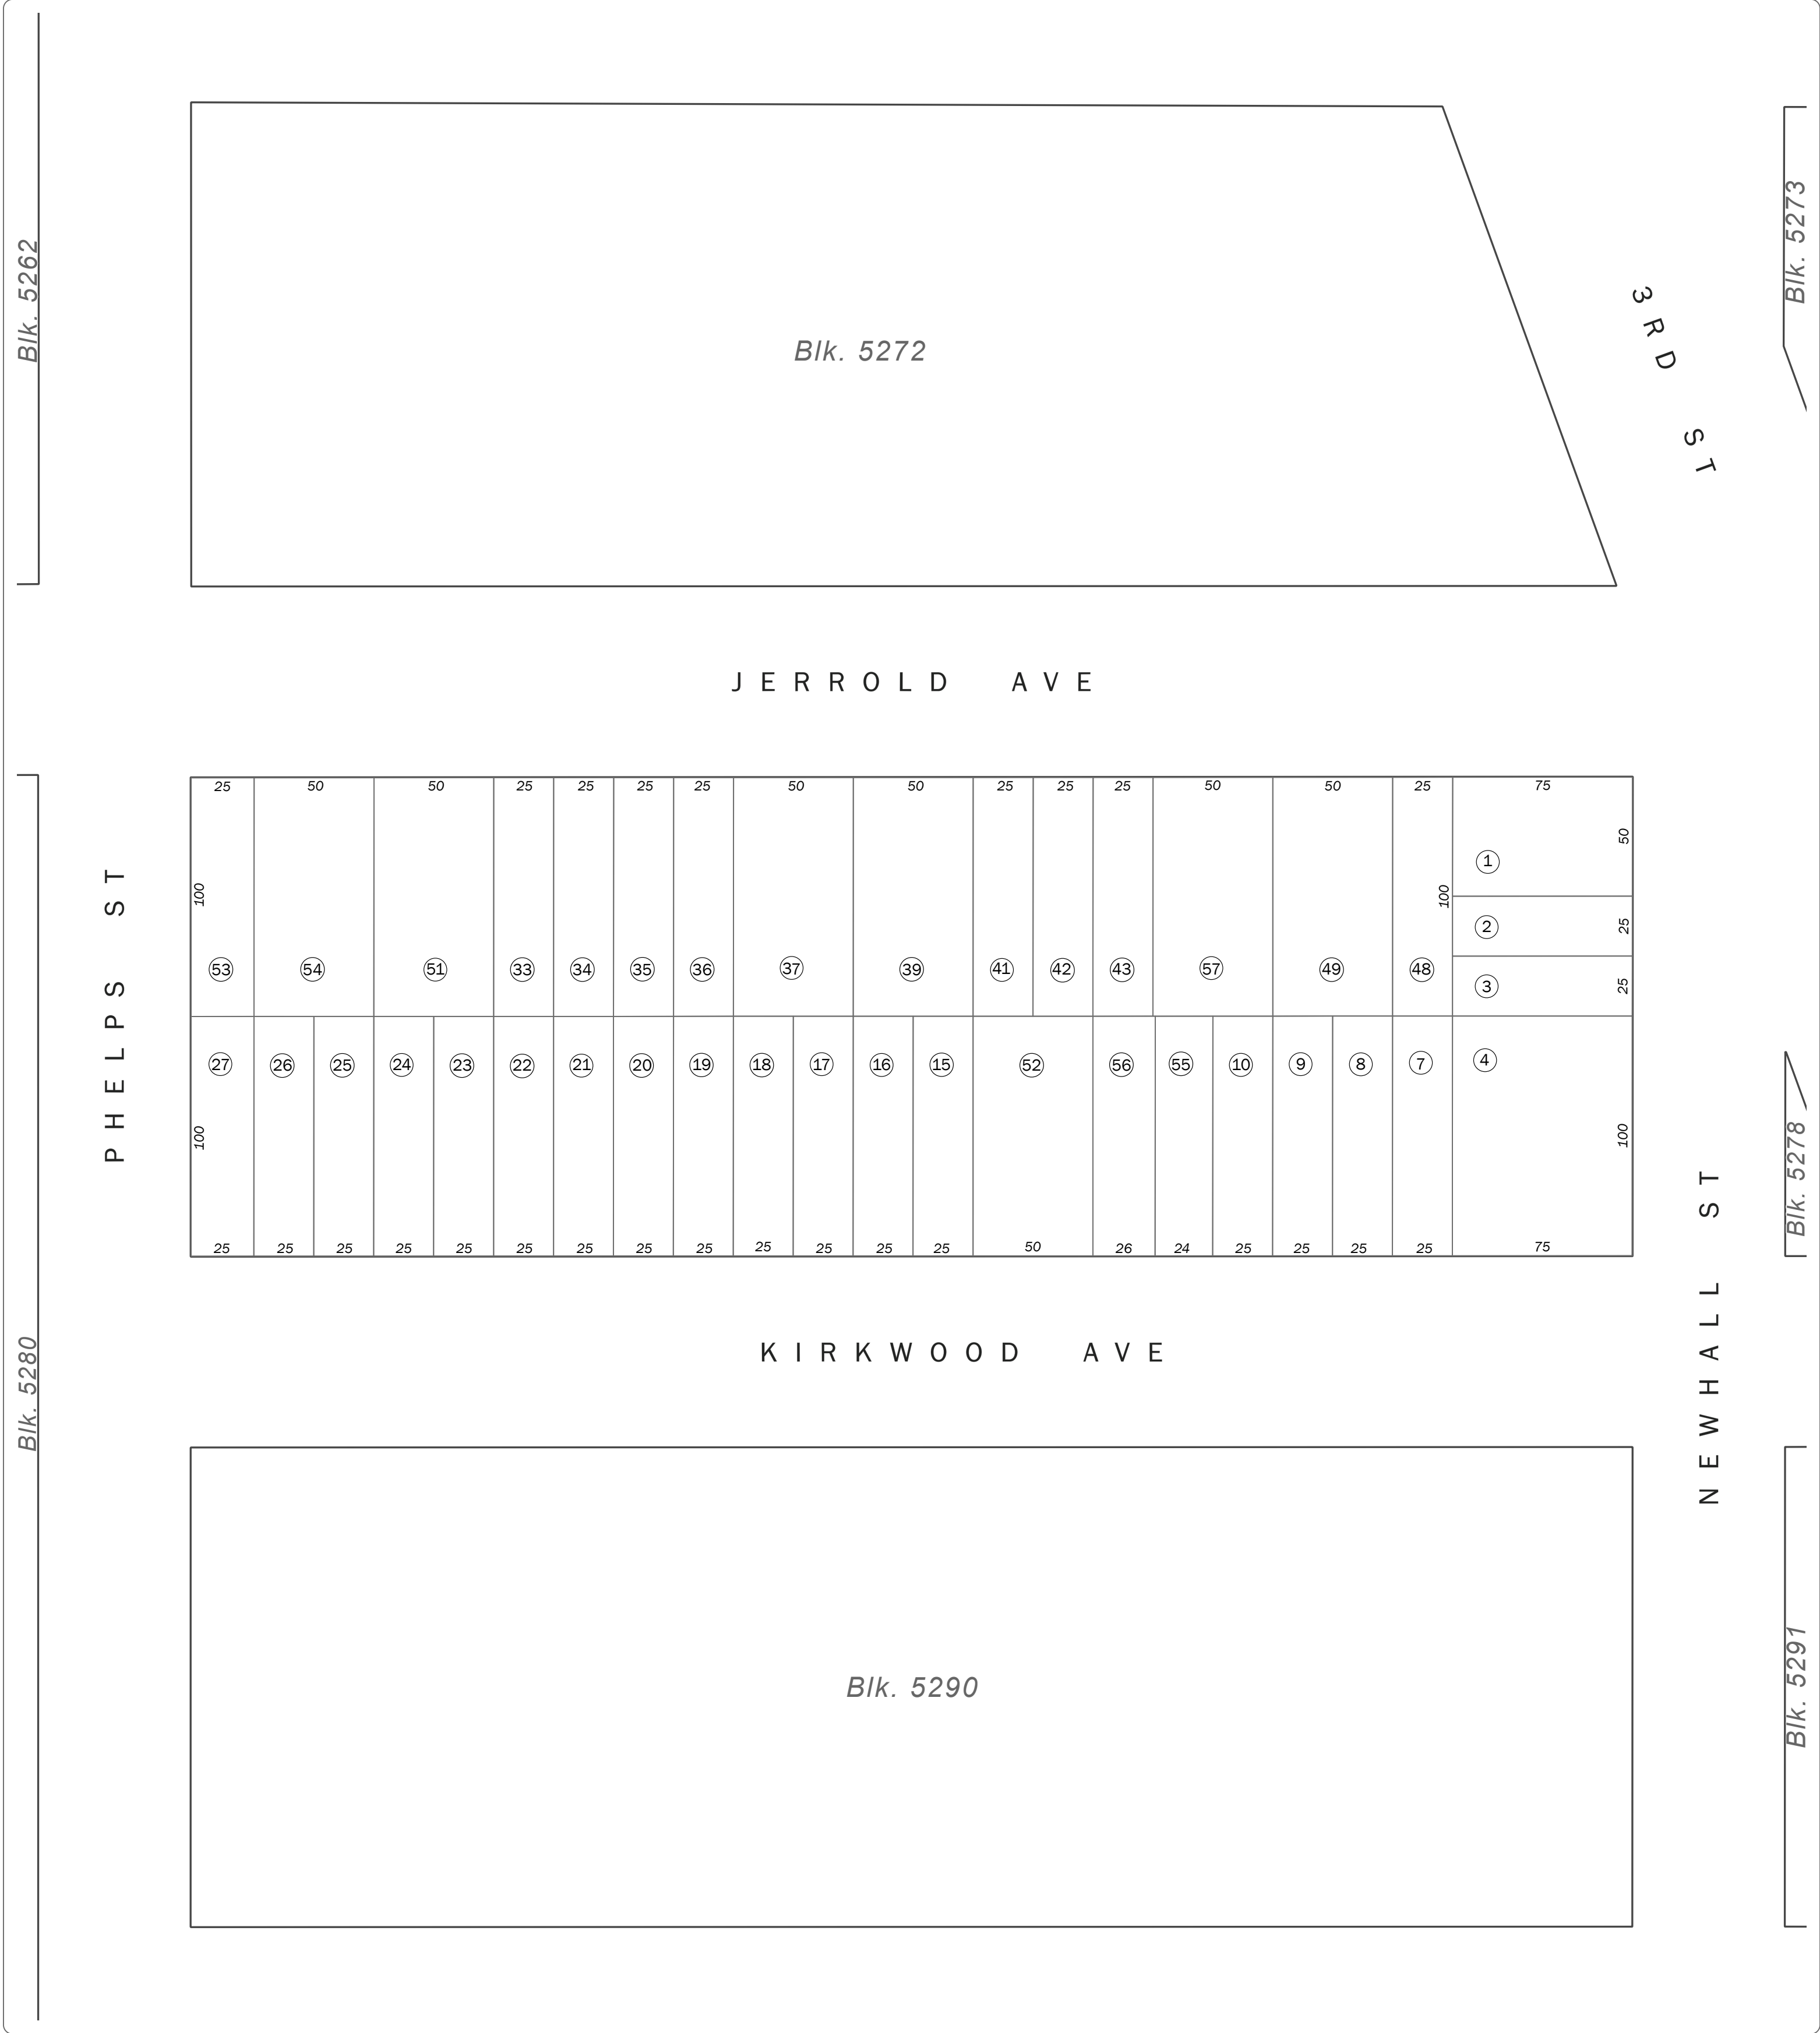 Blk. 5262
Blk. 5272
Blk. 5273
3RD ST
JERROLD AVE
25 50 50 25 25 25 25 50 50 25 25 25 50 50 25 75
50
1
100
100
2
25
53 54 51 33 34 35 36 37 39 41 42 43 57 49 48
3
25
PHELPS ST
27 26 25 24 23 22 21 20 19 18 17 16 15 52 56 55 10 9 8 7 4
100
100
25 25 25 25 25 25 25 25 25 25 25 25 25 50 26 24 25 25 25 25 75
Blk. 5278
KIRKWOOD AVE
NEWHALL ST
Blk. 5280
Blk. 5290
Blk. 5291